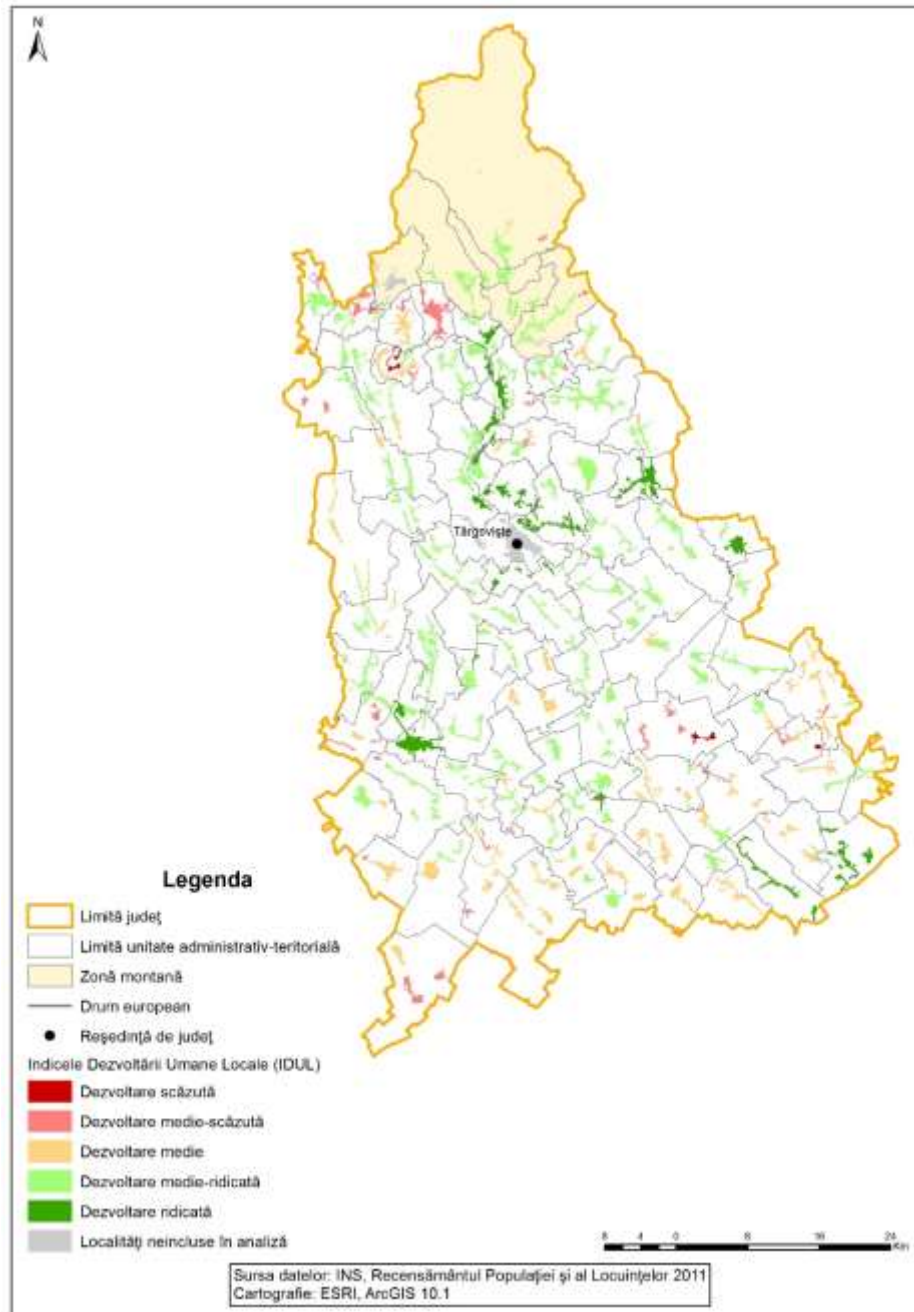 N
Târgoviște
Legenda
Limită județ
Limită unitate administrativ-teritorială
Zonă montană
Drum european
Reședință de județ
Indicele Dezvoltării Umane Locale (IDUL)
Dezvoltare scăzută
Dezvoltare medie-scăzută
Dezvoltare medie
Dezvoltare medie-ridicată
Dezvoltare ridicată
Localități neincluse în analiză
8 4 0 8 16 24
Km
Sursa datelor: INS, Recensământul Populației și al Locuințelor 2011
Cartografie: ESRI, ArcGIS 10.1